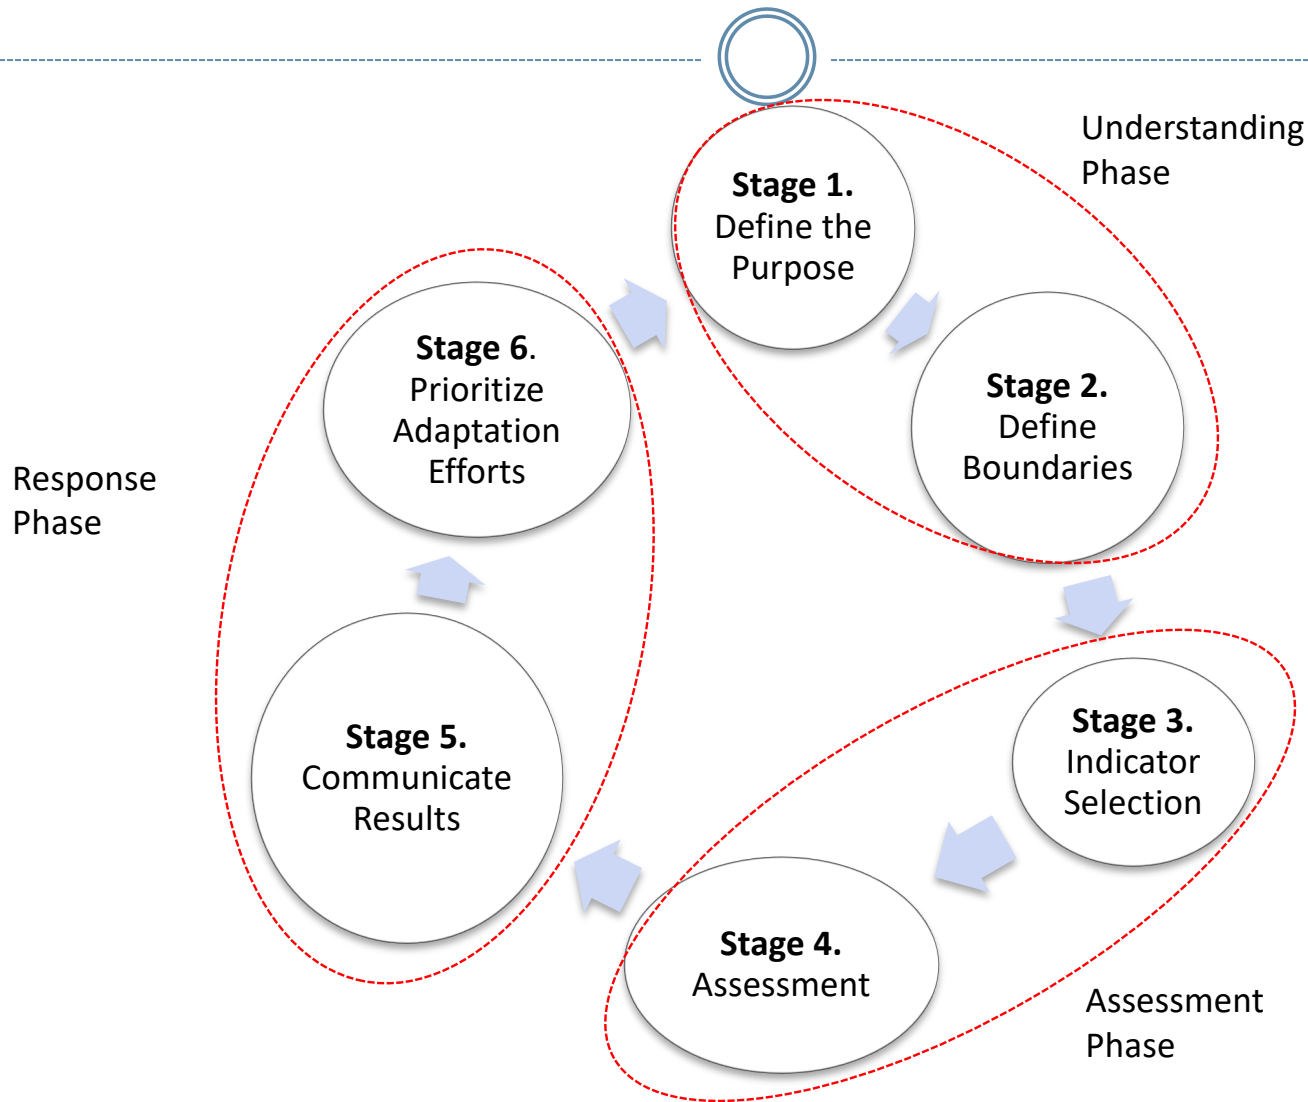 Understanding
Phase
Stage 1.
Define the
Purpose
Stage 2.
Define
Boundaries
Stage 3.
Indicator
Selection
Assessment
Phase
Stage 4.
Assessment
Stage 5.
Communicate
Results
Stage 6.
Prioritize
Adaptation
Efforts
Response
Phase